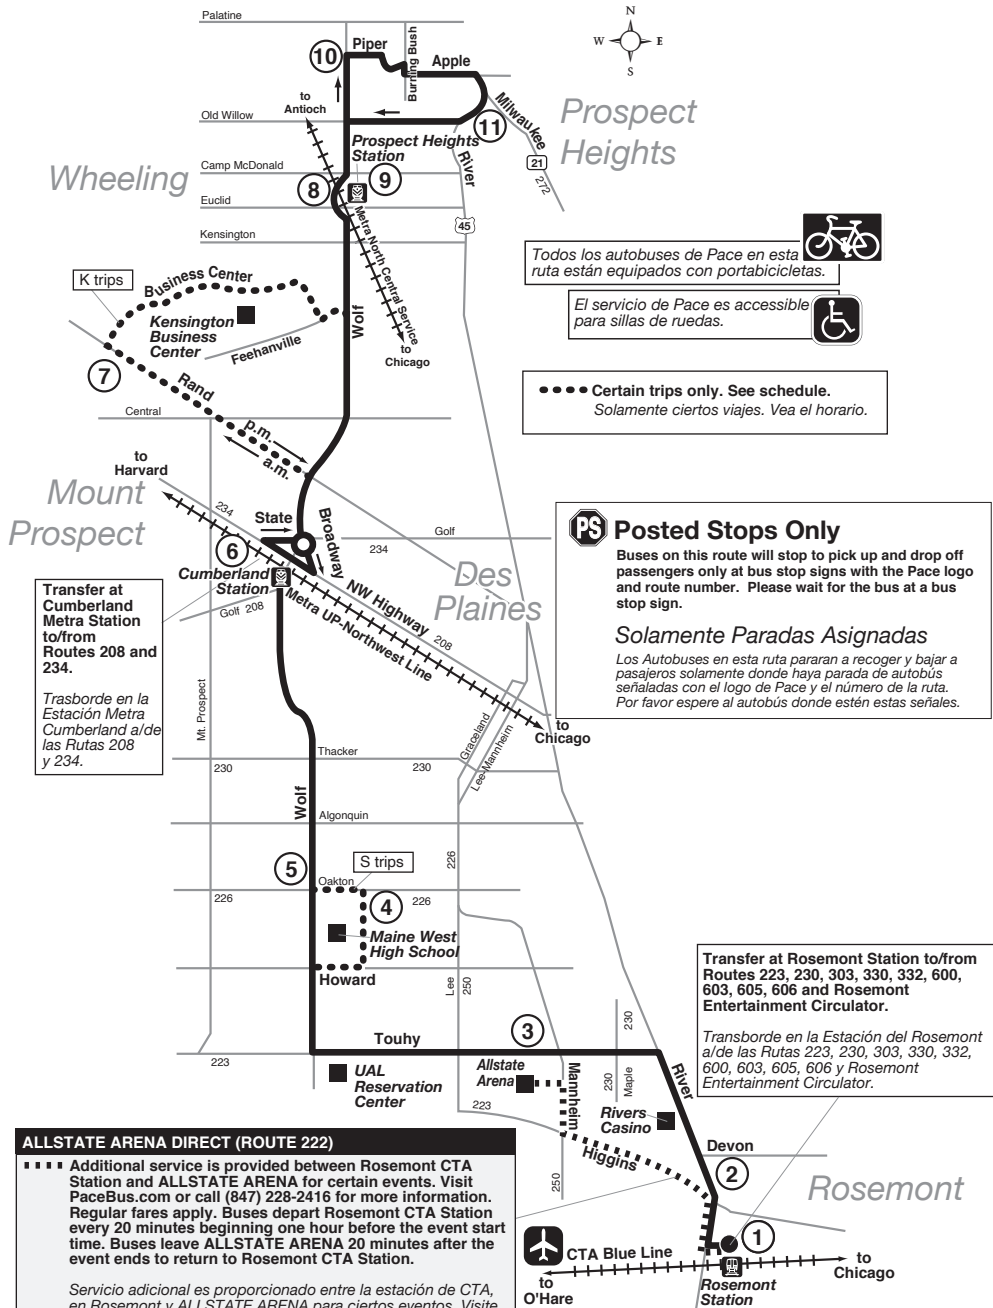 Palatine
N
W
E
S
10
Piper
Burning Bush
Apple
to
Antioch
Milwaukee
Prospect
Heights
Old Willow
11
Prospect Heights
Station
River
21
272
Wheeling
Camp McDonald
8
9
Euclid
45
Kensington
Metra North Central Service
K trips
Business Center
Kensington
Business
Center
Feehanville
Wolf
to
Chicago
Todos los autobuses de Pace en esta
ruta están equipados con portabicicletas.
El servicio de Pace es accessible
para sillas de ruedas.
7
Rand
Certain trips only. See schedule.
Solamente ciertos viajes. Vea el horario.
Central
p.m.
a.m.
to
Harvard
Mount
Prospect
234
State
Broadway
Golf
234
6
Cumberland
Station
Golf 208
NW Highway
208
Metra UP-Northwest Line
Des
Plaines
PS Posted Stops Only
Buses on this route will stop to pick up and drop off
passengers only at bus stop signs with the Pace logo
and route number. Please wait for the bus at a bus
stop sign.
Solamente Paradas Asignadas
Los Autobuses en esta ruta pararan a recoger y bajar a
pasajeros solamente donde haya parada de autobús
señaladas con el logo de Pace y el número de la ruta.
Por favor espere al autobús donde estén estas señales.
Transfer at
Cumberland
Metra Station
to/from
Routes 208 and
234.
Trasborde en la
Estación Metra
Cumberland a/de
las Rutas 208
y 234.
Mt. Prospect
Graceland
Lee-Mannheim
to
Chicago
Thacker
230
230
Wolf
Algonquin
5
S trips
226
Oakton
226
226
4
Maine West
High School
Howard
Lee
250
Transfer at Rosemont Station to/from
Routes 223, 230, 303, 330, 332, 600,
603, 605, 606 and Rosemont
Entertainment Circulator.
Transborde en la Estación del Rosemont
a/de las Rutas 223, 230, 303, 330, 332,
600, 603, 605, 606 y Rosemont
Entertainment Circulator.
3
230
Touhy
223
UAL
Reservation
Center
Allstate
Arena
Mannheim
230
Maple
River
223
Rivers
Casino
Higgins
250
Devon
2
Rosemont
1
CTA Blue Line
to
O'Hare
Rosemont
Station
to
Chicago
ALLSTATE ARENA DIRECT (ROUTE 222)
Additional service is provided between Rosemont CTA
Station and ALLSTATE ARENA for certain events. Visit
PaceBus.com or call (847) 228-2416 for more information.
Regular fares apply. Buses depart Rosemont CTA Station
every 20 minutes beginning one hour before the event start
time. Buses leave ALLSTATE ARENA 20 minutes after the
event ends to return to Rosemont CTA Station.
Servicio adicional es proporcionado entre la estación de CTA,
en Rosemont y ALLSTATE ARENA para ciertos eventos. Visite